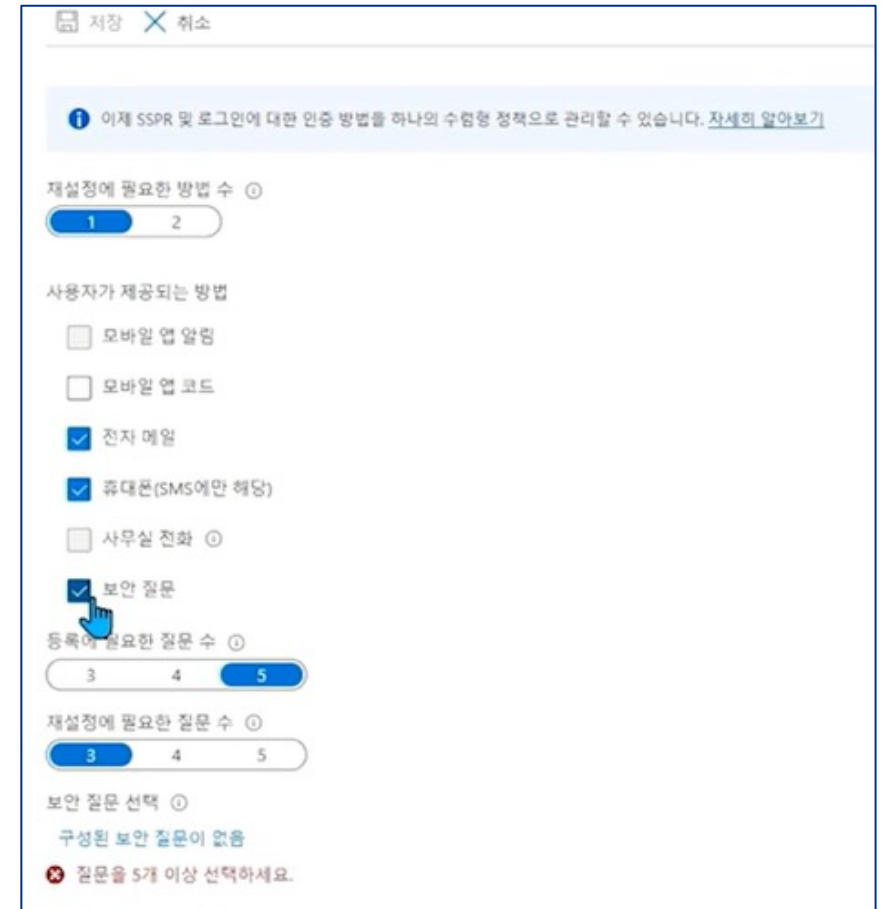 저장 취소
이제 SSPR 및 로그인에 대한 인증 방법을 하나의 수렴형 정책으로 관리할 수 있습니다. 자세히 알아보기
재설정에 필요한 방법 수
1 2
사용자가 제공되는 방법
모바일 앱 알림
모바일 앱 코드
전자 메일
휴대폰(SMS에만 해당)
사무실 전화
보안 질문
등록에 필요한 질문 수
3 4 5
재설정에 필요한 질문 수
3 4 5
보안 질문 선택
구성된 보안 질문이 없음
질문을 5개 이상 선택하세요.